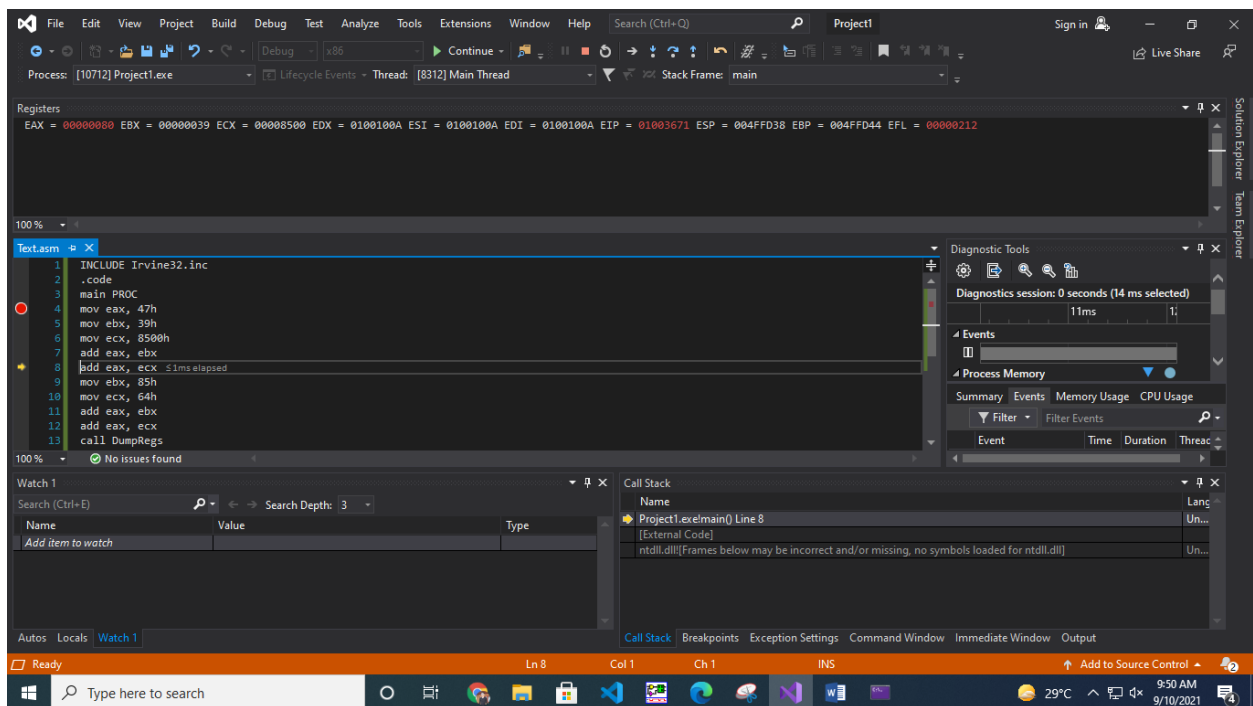 File Edit View Project Build Debug Test Analyze Tools Extensions Window Help Search (Ctrl+Q) Project1 Sign in
Debug x86 Continue Live Share
Process: [10712] Project1.exe Lifecycle Events Thread: [8312] Main Thread Stack Frame: main
Registers
EAX = 00000080 EBX = 00000039 ECX = 00008500 EDX = 0100100A ESI = 0100100A EDI = 0100100A EIP = 01003671 ESP = 004FFD38 EBP = 004FFD44 EFL = 00000212
100 %
Solution Explorer
Team Explorer
Text.asm
1 INCLUDE Irvine32.inc
2 .code
3 main PROC
4 mov eax, 47h
5 mov ebx, 39h
6 mov ecx, 8500h
7 add eax, ebx
8 add eax, ecx ≤1ms elapsed
9 mov ebx, 85h
10 mov ecx, 64h
11 add eax, ebx
12 add eax, ecx
13 call DumpRegs
100 % No issues found
Diagnostic Tools
Diagnostics session: 0 seconds (14 ms selected)
11ms
Events
Process Memory
Summary Events Memory Usage CPU Usage
Filter Filter Events
Event Time Duration Thread
Watch 1
Search (Ctrl+E) Search Depth: 3
Name Value Type
Add item to watch
Autos Locals Watch 1
Call Stack
Name Lang
Project1.exe!main() Line 8 Un...
[External Code]
ntdll.dll![Frames below may be incorrect and/or missing, no symbols loaded for ntdll.dll] Un...
Call Stack Breakpoints Exception Settings Command Window Immediate Window Output
Ready Ln 8 Col 1 Ch 1 INS Add to Source Control 2
Type here to search 29°C 9:50 AM
9/10/2021 4